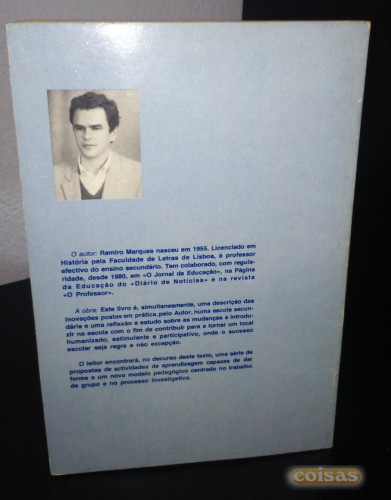 O autor: Ramiro Marques nasceu em 1955. Licenciado em
História pela Faculdade de Letras de Lisboa, é professor
efectivo do ensino secundário. Tem colaborado, com regula-
ridade, desde 1980, em «O Jornal da Educação», na Página
da Educação do «Diário de Notícias» e na revista
«O Professor».
A obra: Este livro é, simultaneamente, uma descrição das
inovações postas em prática, pelo Autor, numa escola secun-
dária e uma reflexão e estudo sobre as mudanças a introdu-
zir na escola com o fim de contribuir para a tornar um local
humanizado, estimulante e participativo, onde o sucesso
escolar seja regra e não excepção.
O leitor encontrará, no decurso deste texto, uma série de
propostas de actividades de aprendizagem capazes de dar
forma a um novo modelo pedagógico centrado no trabalho
de grupo e no processo investigativo.
coisas